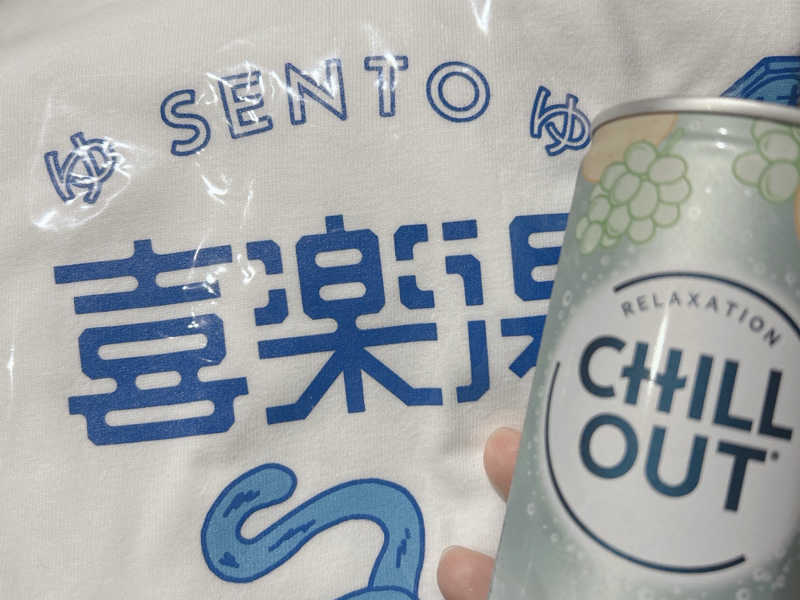 ゆ SENTO ゆ
喜楽湯
RELAXATION
CHILL
OUT